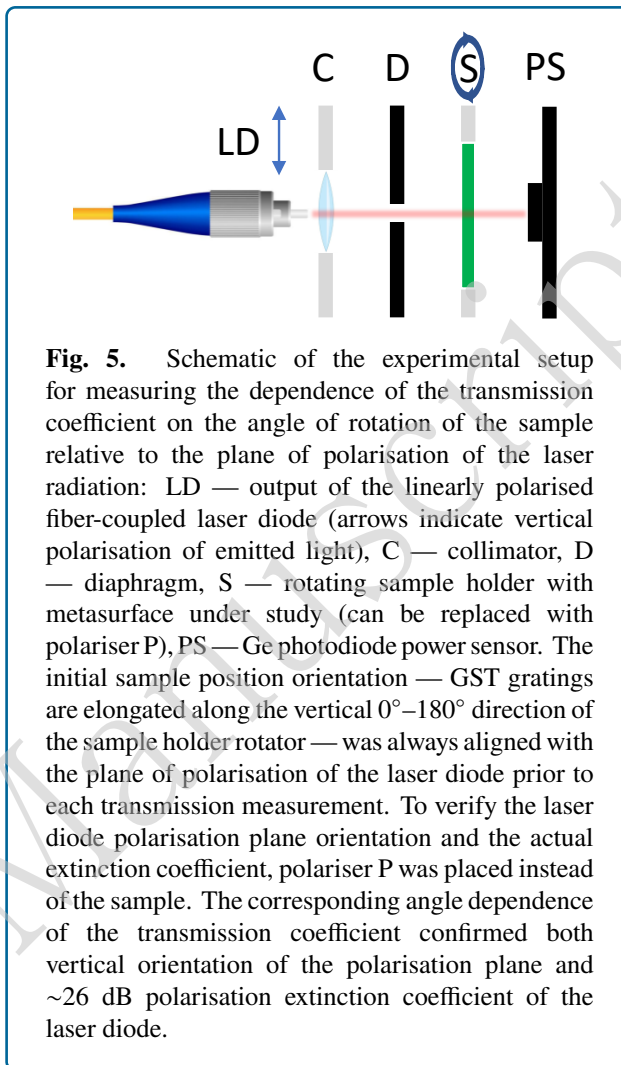 C D S PS
LD
Fig. 5. Schematic of the experimental setup
for measuring the dependence of the transmission
coefficient on the angle of rotation of the sample
relative to the plane of polarisation of the laser
radiation: LD — output of the linearly polarised
fiber-coupled laser diode (arrows indicate vertical
polarisation of emitted light), C — collimator, D
— diaphragm, S — rotating sample holder with
metasurface under study (can be replaced with
polariser P), PS — Ge photodiode power sensor. The
initial sample position orientation — GST gratings
are elongated along the vertical 0°–180° direction of
the sample holder rotator — was always aligned with
the plane of polarisation of the laser diode prior to
each transmission measurement. To verify the laser
diode polarisation plane orientation and the actual
extinction coefficient, polariser P was placed instead
of the sample. The corresponding angle dependence
of the transmission coefficient confirmed both
vertical orientation of the polarisation plane and
~26 dB polarisation extinction coefficient of the
laser diode.
Manuscript